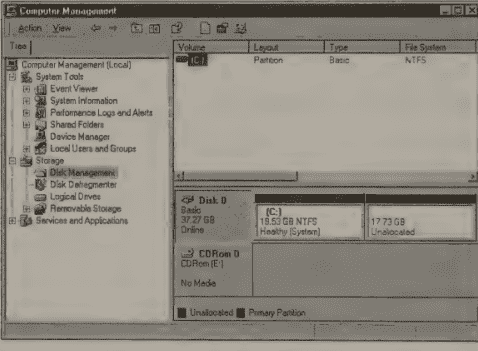 Computer Management
Action View
Tree
Computer Management (Local)
System Tools
Event Viewer
System Information
Performance Logs and Alerts
Shared Folders
Device Manager
Local Users and Groups
Storage
Disk Management
Disk Defragmenter
Logical Drives
Removable Storage
Services and Applications
Volume Layout Type File System
(C:) Partition Basic NTFS
Disk 0
Basic
37.27 GB
Online
(C:)
19.53 GB NTFS
Healthy (System)
17.73 GB
Unallocated
CDRom 0
CDRom (E:)
No Media
Unallocated Primary Partition